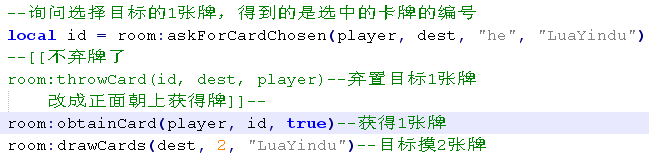 --询问选择目标的1张牌，得到的是选中的卡牌的编号
local id = room:askForCardChosen(player, dest, "he", "LuaYindu")
--[[不弃牌了
room:throwCard(id, dest, player)--弃置目标1张牌
改成正面朝上获得牌]]--
room:obtainCard(player, id, true)--获得1张牌
room:drawCards(dest, 2, "LuaYindu")--目标摸2张牌